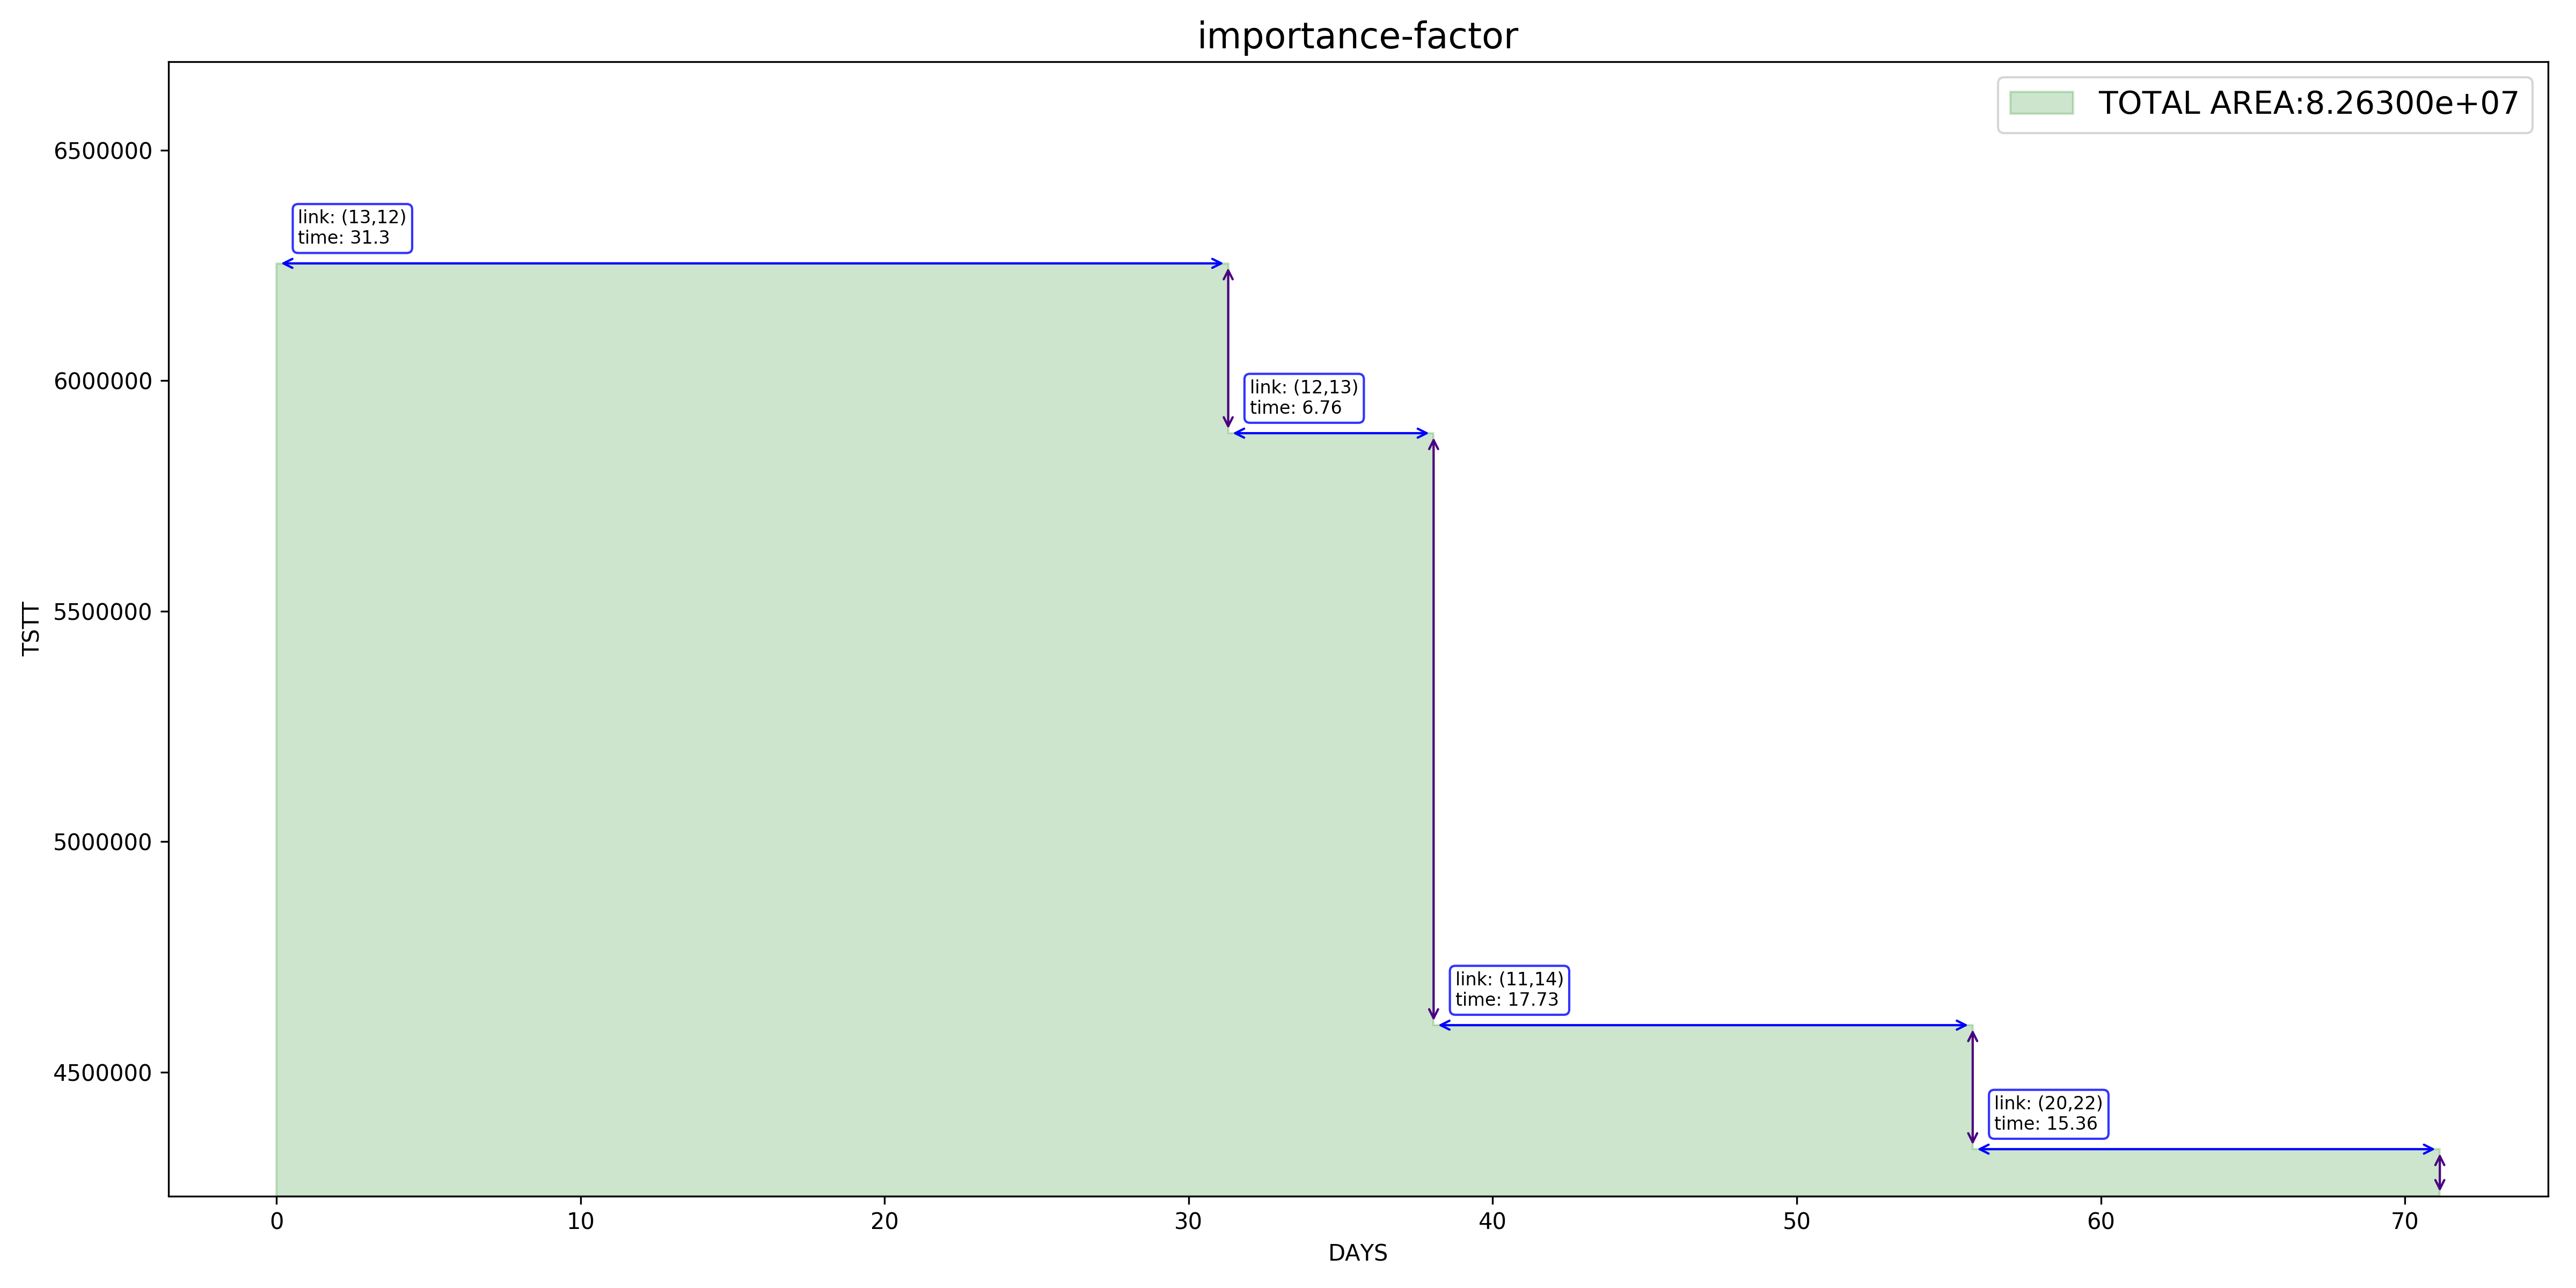 importance-factor
TOTAL AREA:8.26300e+07
6500000
link: (13,12)
time: 31.3
6000000
link: (12,13)
time: 6.76
5500000
TSTT
5000000
link: (11,14)
time: 17.73
4500000
link: (20,22)
time: 15.36
0 10 20 30 40 50 60 70
DAYS